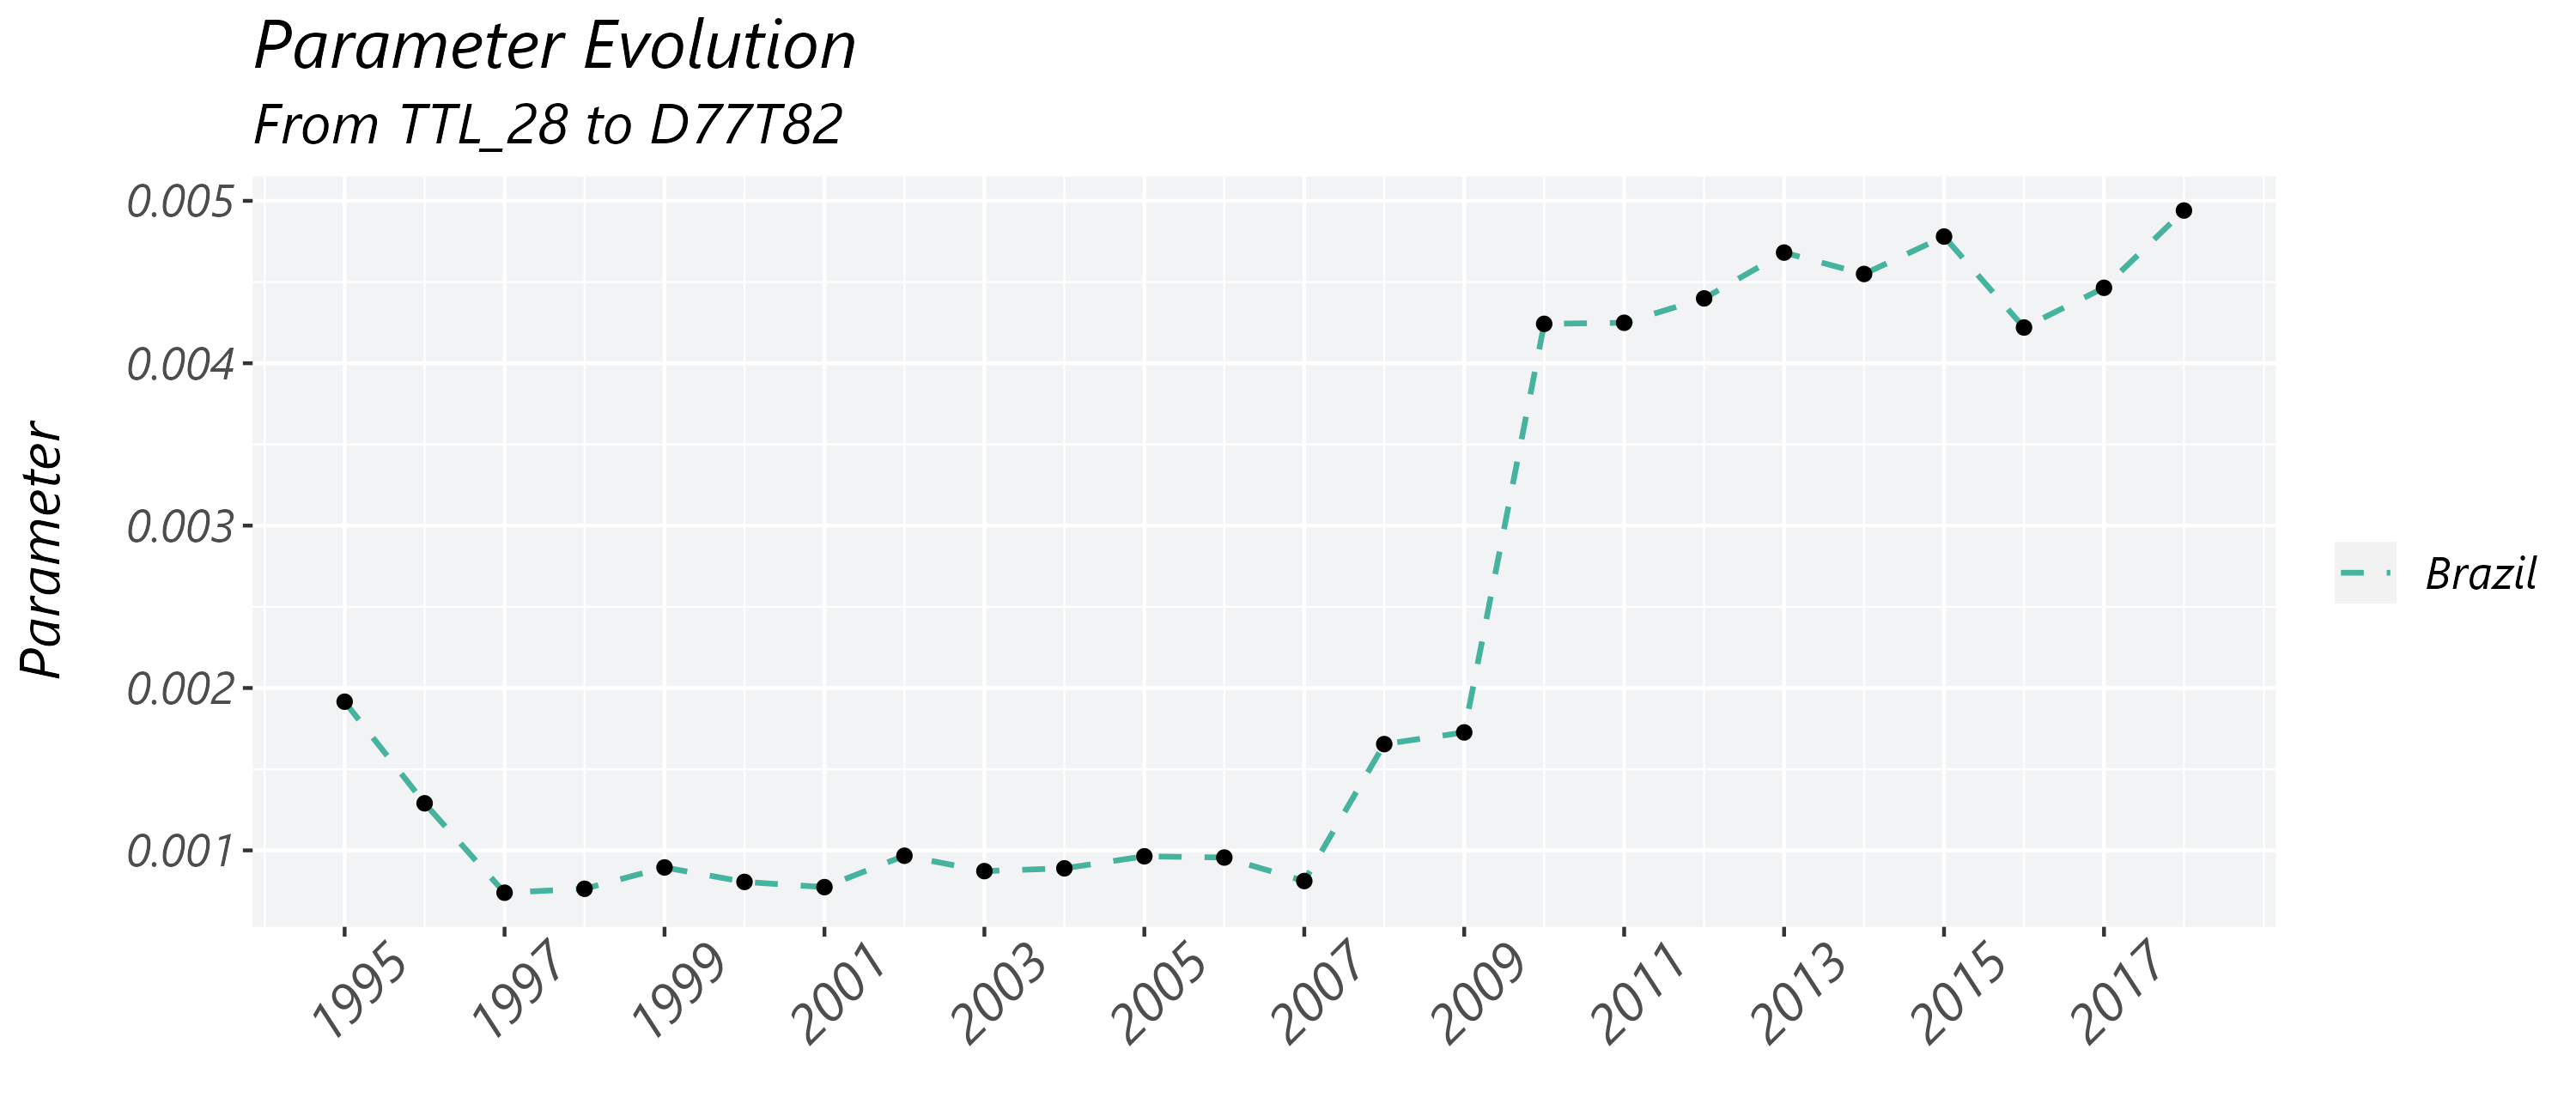 Parameter Evolution
From TTL_28 to D77T82
Parameter
0.005
0.004
0.003
0.002
0.001
1995 1997 1999 2001 2003 2005 2007 2009 2011 2013 2015 2017
Brazil